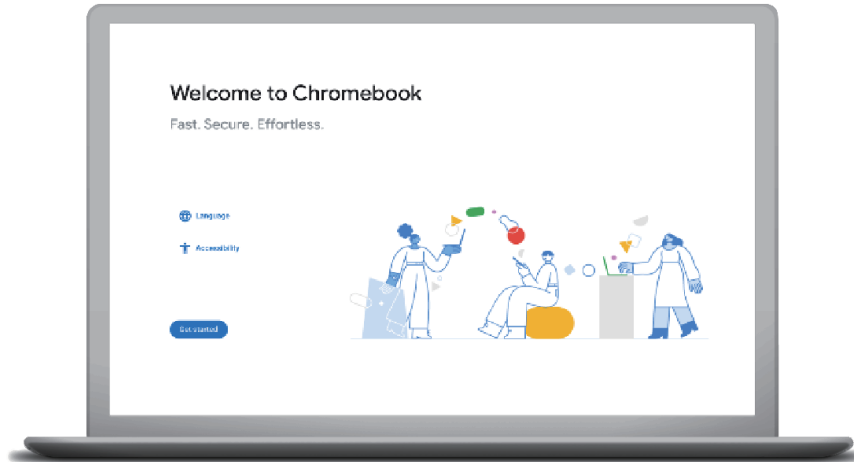 Welcome to Chromebook
Fast. Secure. Effortless.
Language
Accessibility
Get started